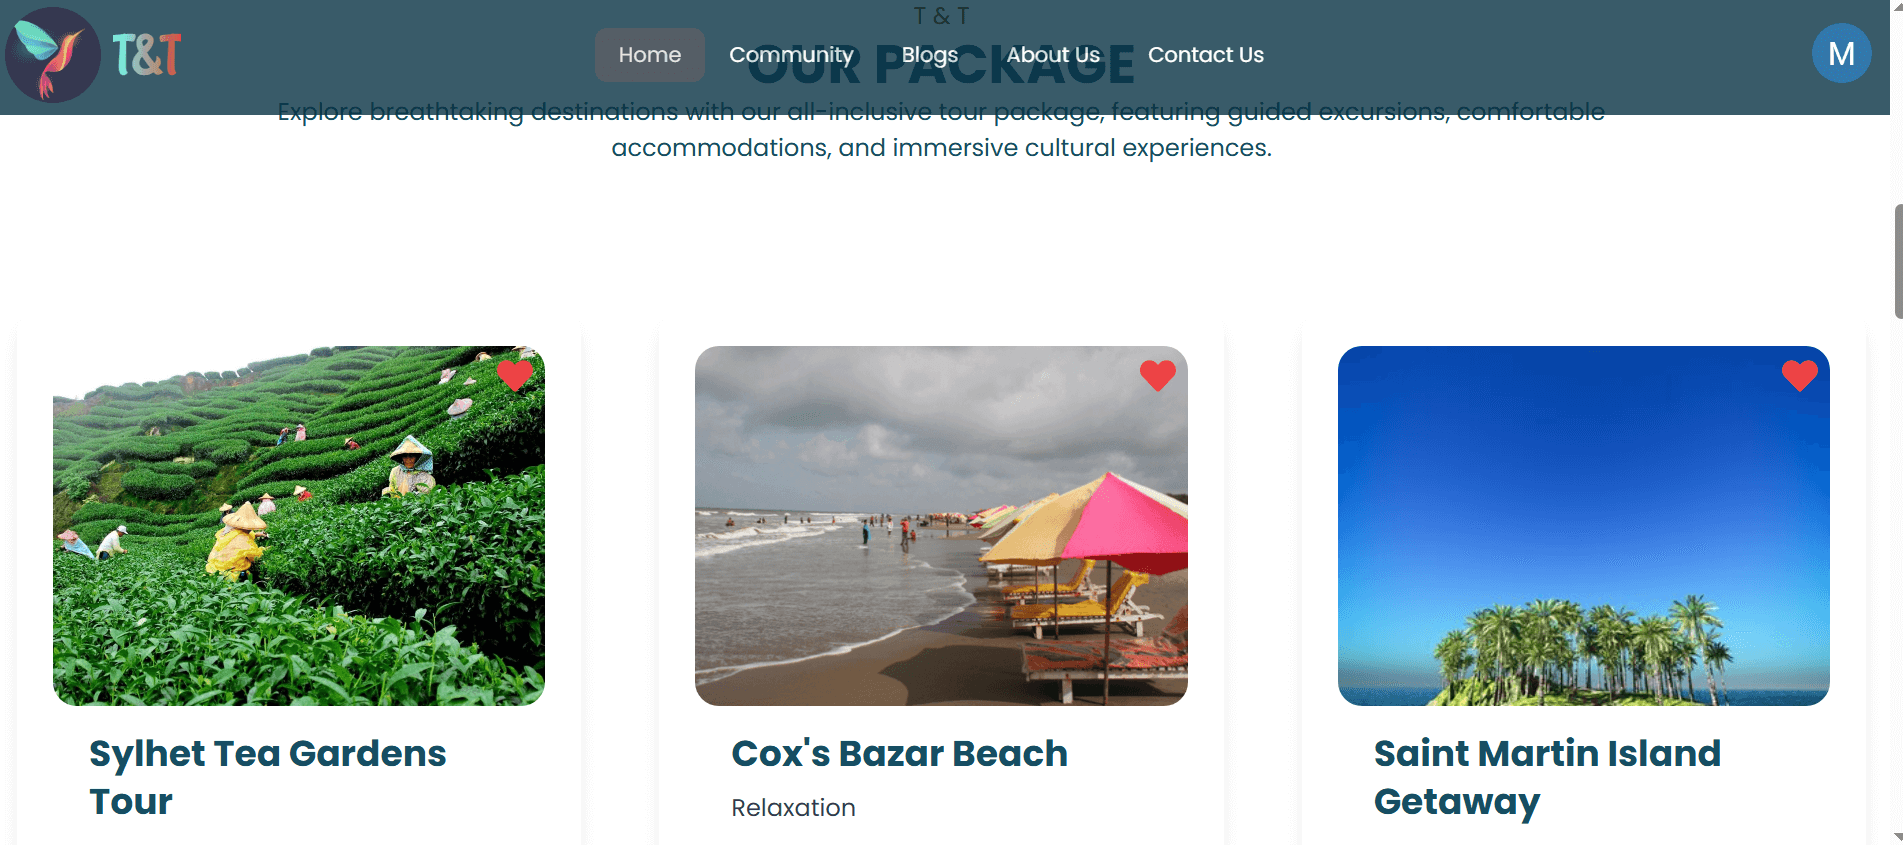 T&T
Home
Community
Blogs
About Us
Contact Us
M
T & T
OUR PACKAGE
Explore breathtaking destinations with our all-inclusive tour package, featuring guided excursions, comfortable
accommodations, and immersive cultural experiences.
Sylhet Tea Gardens
Tour
Cox's Bazar Beach
Relaxation
Saint Martin Island
Getaway